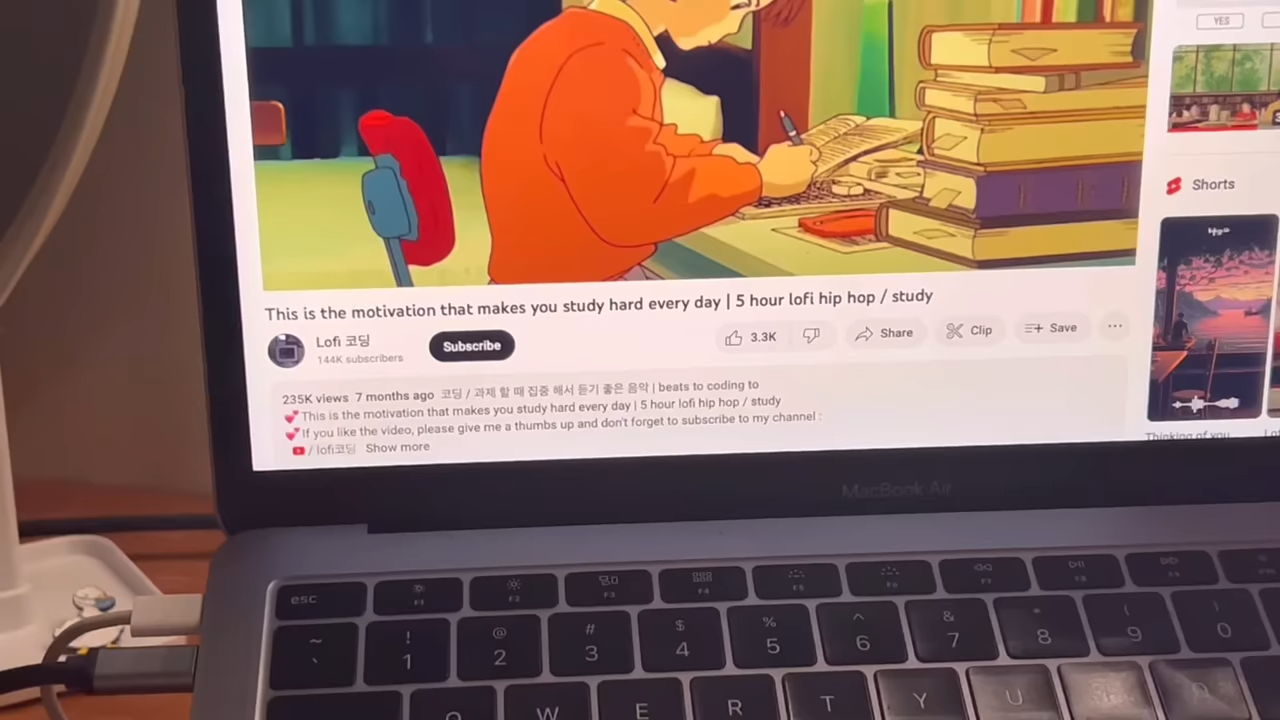 YES
Shorts
This is the motivation that makes you study hard every day | 5 hour lofi hip hop / study
Lofi 코딩
144K subscribers
Subscribe
3.3K
Share
Clip
Save
235K views 7 months ago 코딩 / 과제 할 때 집중 해서 듣기 좋은 음악 | beats to coding to
💕This is the motivation that makes you study hard every day | 5 hour lofi hip hop / study
💕If you like the video, please give me a thumbs up and don't forget to subscribe to my channel :
/ lofi코딩 Show more
Thinking of you
MacBook Air
esc
F1
F2
F3
F4
F5
F6
F7
F8
F9
~ `
! 1
@ 2
# 3
$ 4
% 5
^ 6
& 7
* 8
( 9
) 0
Q W E R T Y U